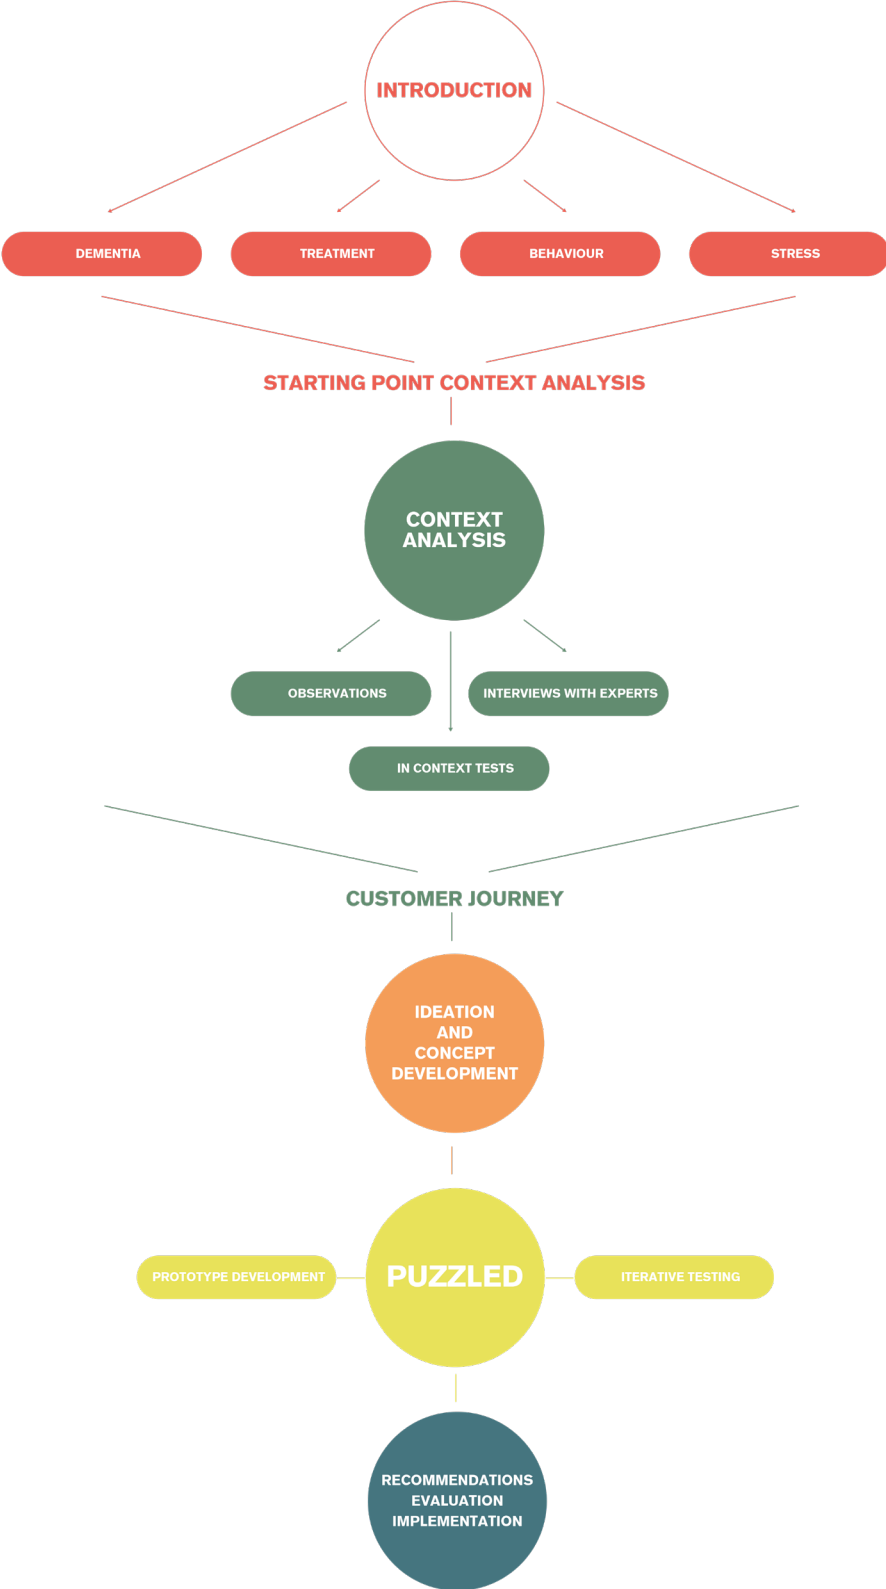 INTRODUCTION
DEMENTIA
TREATMENT
BEHAVIOUR
STRESS
STARTING POINT CONTEXT ANALYSIS
CONTEXT
ANALYSIS
OBSERVATIONS
INTERVIEWS WITH EXPERTS
IN CONTEXT TESTS
CUSTOMER JOURNEY
IDEATION
AND
CONCEPT
DEVELOPMENT
PROTOTYPE DEVELOPMENT
PUZZLED
ITERATIVE TESTING
RECOMMENDATIONS
EVALUATION
IMPLEMENTATION